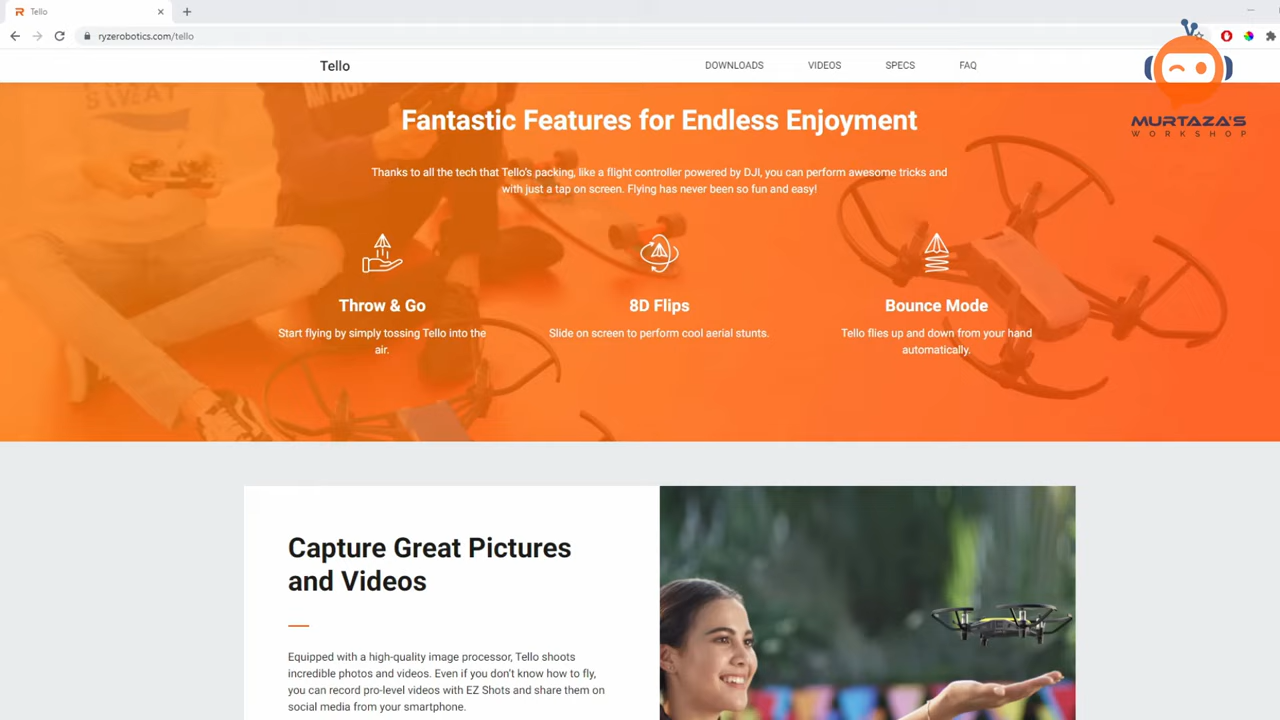 Tello
ryzerobotics.com/tello
Tello
DOWNLOADS
VIDEOS
SPECS
FAQ
MURTAZA'S
WORKSHOP
SWEAT
Fantastic Features for Endless Enjoyment
Thanks to all the tech that Tello's packing, like a flight controller powered by DJI, you can perform awesome tricks and
with just a tap on screen. Flying has never been so fun and easy!
Throw & Go
Start flying by simply tossing Tello into the
air.
8D Flips
Slide on screen to perform cool aerial stunts.
Bounce Mode
Tello flies up and down from your hand
automatically.
Capture Great Pictures
and Videos
Equipped with a high-quality image processor, Tello shoots
incredible photos and videos. Even if you don't know how to fly,
you can record pro-level videos with EZ Shots and share them on
social media from your smartphone.